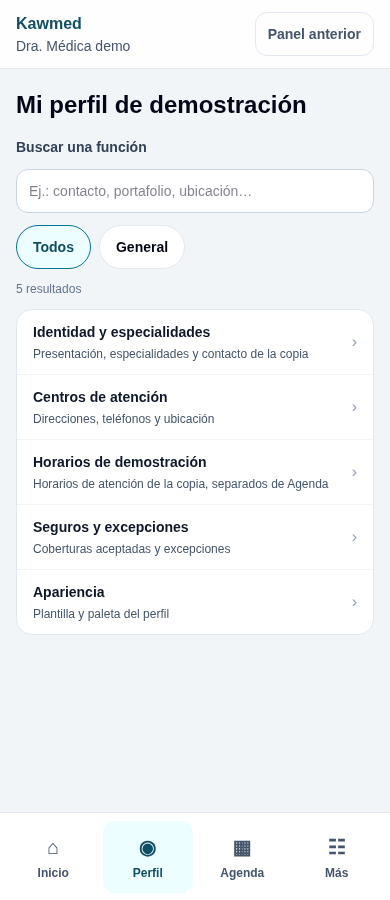 Kawmed
Dra. Médica demo
Panel anterior
Mi perfil de demostración
Buscar una función
Ej.: contacto, portafolio, ubicación…
Todos
General
5 resultados
Identidad y especialidades
Presentación, especialidades y contacto de la copia
Centros de atención
Direcciones, teléfonos y ubicación
Horarios de demostración
Horarios de atención de la copia, separados de Agenda
Seguros y excepciones
Coberturas aceptadas y excepciones
Apariencia
Plantilla y paleta del perfil
Inicio
Perfil
Agenda
Más